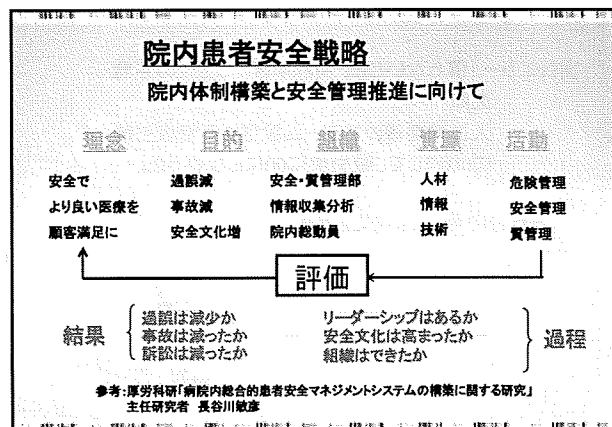 院内患者安全戦略
院内体制構築と安全管理推進に向けて
理念 目的 組織 資源 活動
安全で 過誤減 安全・質管理部 人材 危険管理
より良い医療を 事故減 情報収集分析 情報 安全管理
顧客満足に 安全文化増 院内総動員 技術 質管理
評価
過誤は減少か リーダーシップはあるか
結果 事故は減ったか 安全文化は高まったか 過程
訴訟は減ったか 組織はできたか
参考:厚労科研「病院内総合的患者安全マネジメントシステムの構築に関する研究」
主任研究者 長谷川敏彦